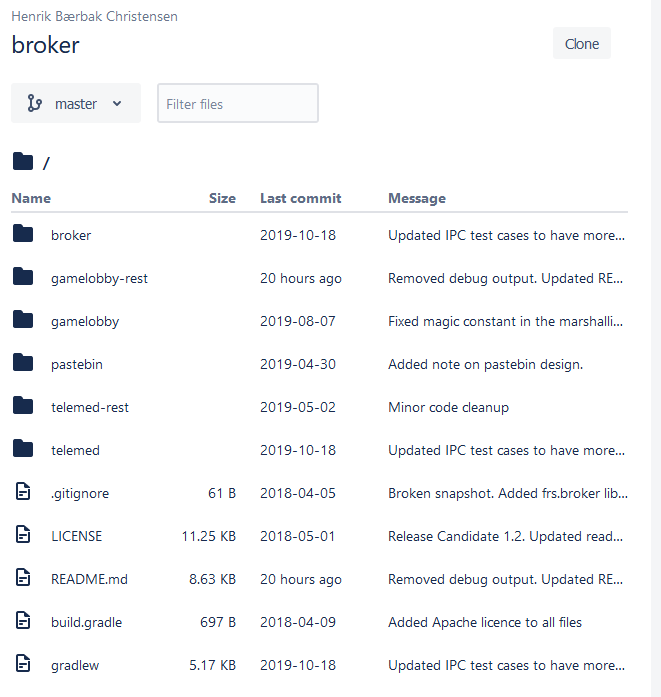 Henrik Bærbak Christensen
broker
Clone
master
Filter files
/
Name Size Last commit Message
broker 2019-10-18 Updated IPC test cases to have more...
gamelobby-rest 20 hours ago Removed debug output. Updated RE...
gamelobby 2019-08-07 Fixed magic constant in the marshalli...
pastebin 2019-04-30 Added note on pastebin design.
telemed-rest 2019-05-02 Minor code cleanup
telemed 2019-10-18 Updated IPC test cases to have more...
.gitignore 61 B 2018-04-05 Broken snapshot. Added frs.broker lib...
LICENSE 11.25 KB 2018-05-01 Release Candidate 1.2. Updated read...
README.md 8.63 KB 20 hours ago Removed debug output. Updated RE...
build.gradle 697 B 2018-04-09 Added Apache licence to all files
gradlew 5.17 KB 2019-10-18 Updated IPC test cases to have more...